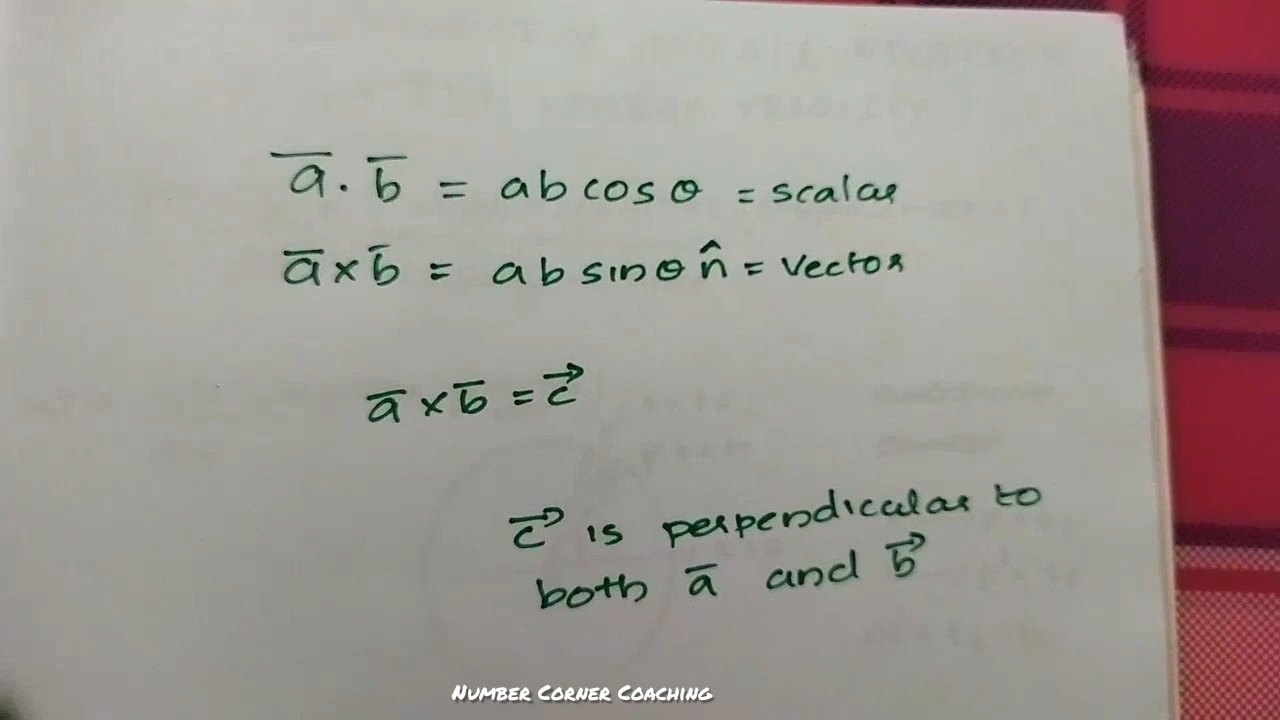 a̅ . b̅ = ab cos θ = scalar
a̅ × b̅ = ab sin θ n̂ = vector
a̅ × b̅ = c⃗
c⃗ is perpendicular to
both a̅ and b⃗
Number Corner Coaching